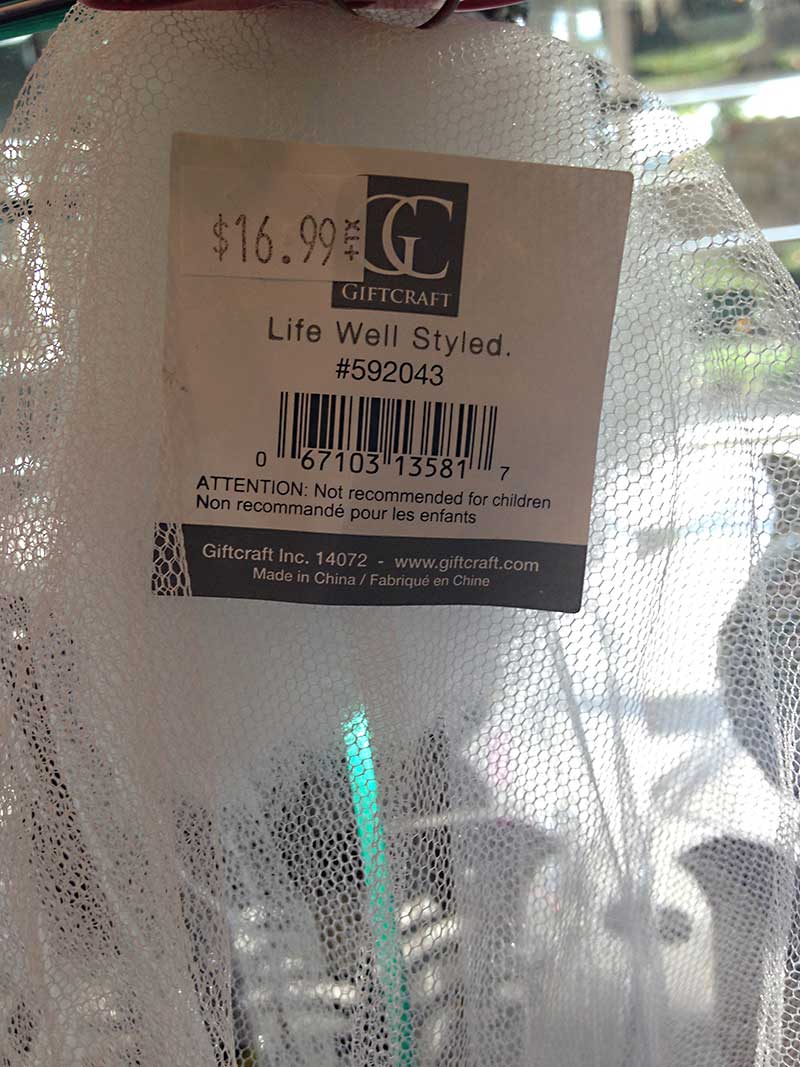 $16.99 +TX
GC
GIFTCRAFT
Life Well Styled.
#592043
0 67103 13581 7
ATTENTION: Not recommended for children
Non recommandé pour les enfants
Giftcraft Inc. 14072 - www.giftcraft.com
Made in China / Fabriqué en Chine